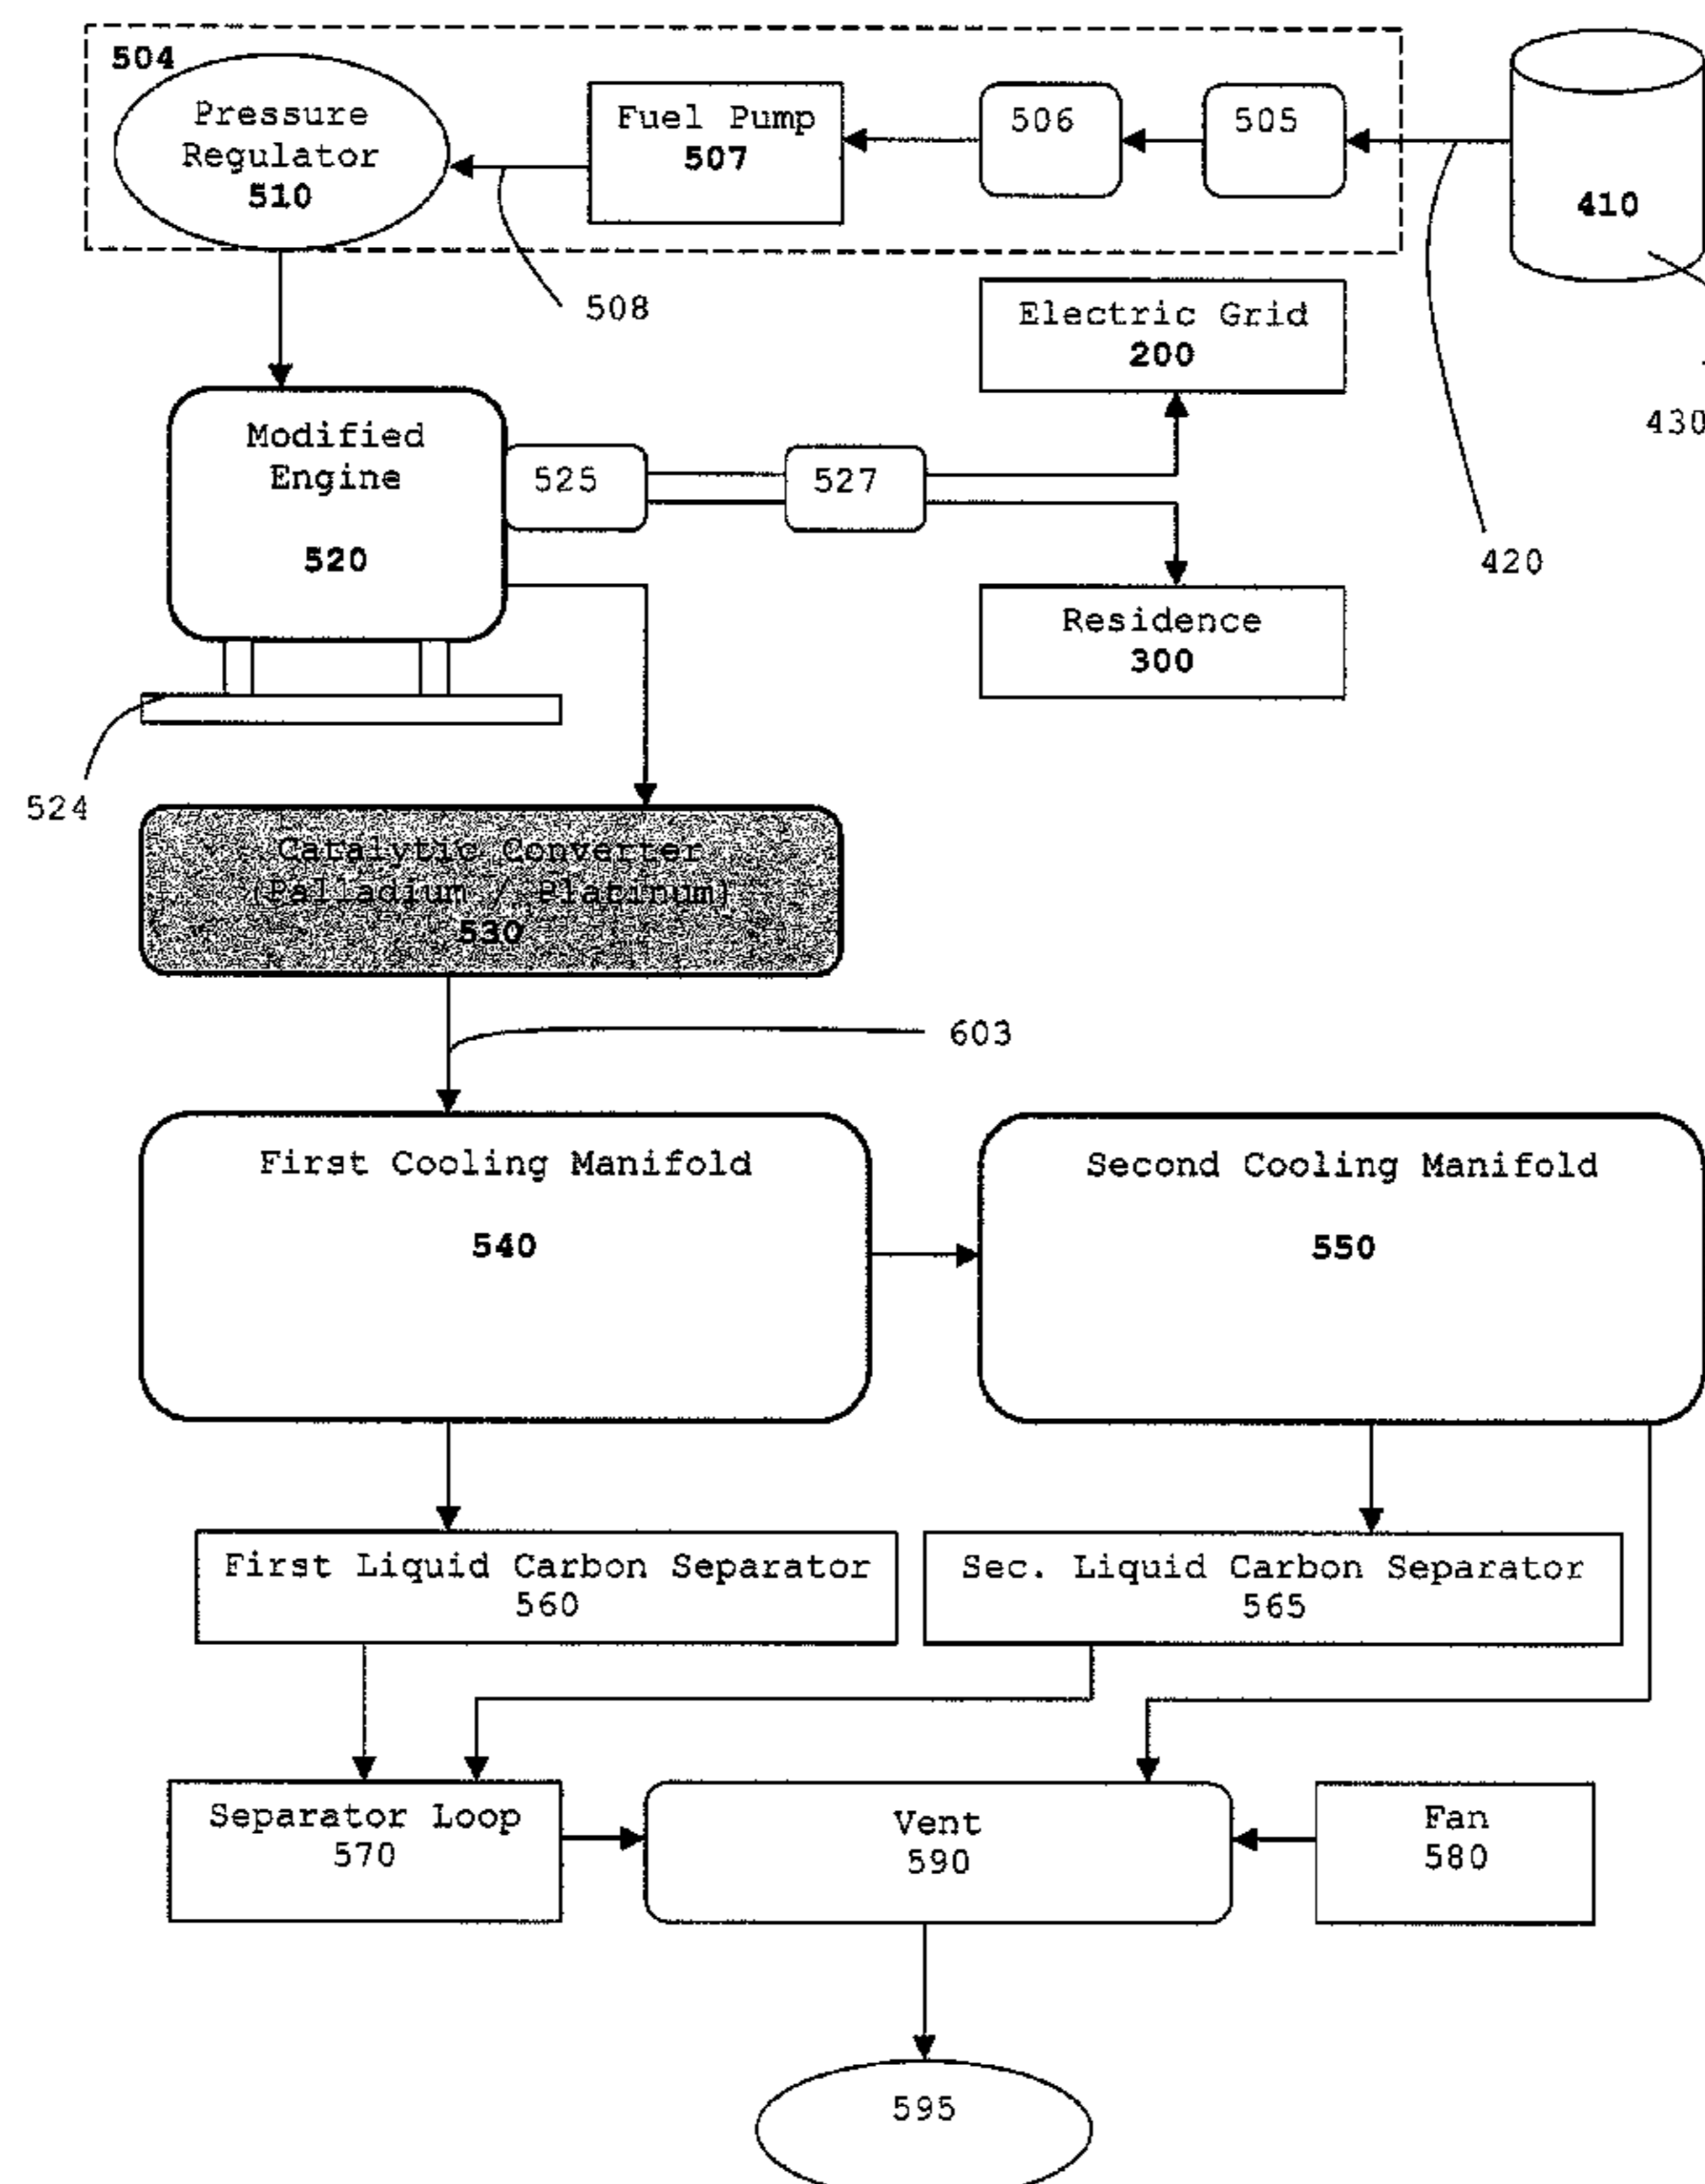 504
Pressure
Regulator
510
Fuel Pump
507
506
505
410
508
Electric Grid
200
430
Modified
Engine
520
525
527
420
Residence
300
524
Catalytic Converter
(Palladium / Platinum)
530
603
First Cooling Manifold
540
Second Cooling Manifold
550
First Liquid Carbon Separator
560
Sec. Liquid Carbon Separator
565
Separator Loop
570
Vent
590
Fan
580
595